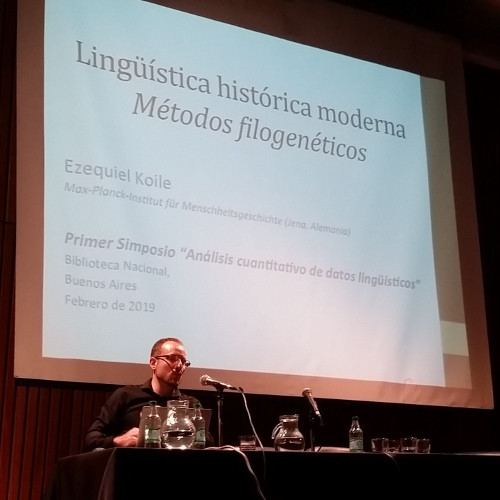 Lingüística histórica moderna
Métodos filogenéticos
Ezequiel Koile
Max-Planck-Institut für Menschheitsgeschichte (Jena, Alemania)
Primer Simposio “Análisis cuantitativo de datos lingüísticos”
Biblioteca Nacional,
Buenos Aires
Febrero de 2019